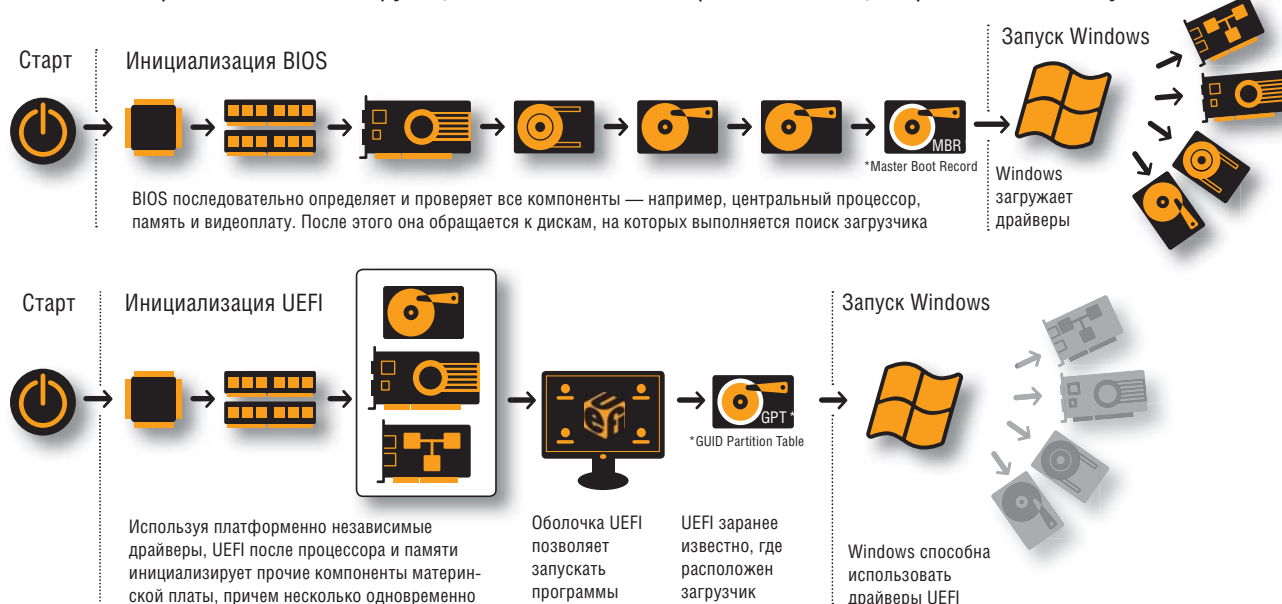 Старт
Инициализация BIOS
Запуск Windows
MBR
*Master Boot Record
BIOS последовательно определяет и проверяет все компоненты — например, центральный процессор,
память и видеоплату. После этого она обращается к дискам, на которых выполняется поиск загрузчика
Windows
загружает
драйверы
Старт
Инициализация UEFI
Запуск Windows
uefi
GPT *
*GUID Partition Table
Используя платформенно независимые
драйверы, UEFI после процессора и памяти
инициализирует прочие компоненты материн-
ской платы, причем несколько одновременно
Оболочка UEFI
позволяет
запускать
программы
UEFI заранее
известно, где
расположен
загрузчик
Windows способна
использовать
драйверы UEFI